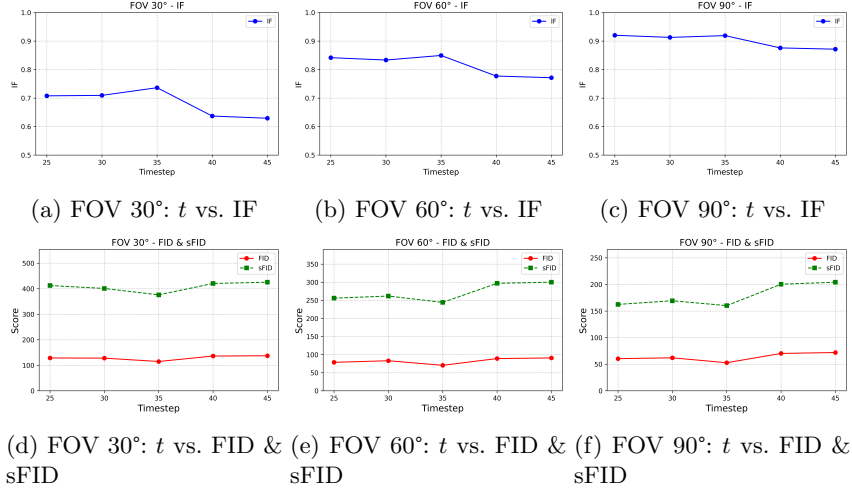 FOV 30° - IF
FOV 60° - IF
FOV 90° - IF
IF
1.0
0.9
0.8
0.7
0.6
0.5
25
30
35
40
45
Timestep
IF
IF
1.0
0.9
0.8
0.7
0.6
0.5
25
30
35
40
45
Timestep
IF
IF
1.0
0.9
0.8
0.7
0.6
0.5
25
30
35
40
45
Timestep
IF
(a) FOV 30°: t vs. IF
(b) FOV 60°: t vs. IF
(c) FOV 90°: t vs. IF
FOV 30° - FID & sFID
FOV 60° - FID & sFID
FOV 90° - FID & sFID
FID
sFID
500
400
300
200
100
0
Score
25
30
35
40
45
Timestep
FID
sFID
350
300
250
200
150
100
50
0
Score
25
30
35
40
45
Timestep
FID
sFID
250
200
150
100
50
0
Score
25
30
35
40
45
Timestep
(d) FOV 30°: t vs. FID &
sFID
(e) FOV 60°: t vs. FID &
sFID
(f) FOV 90°: t vs. FID &
sFID